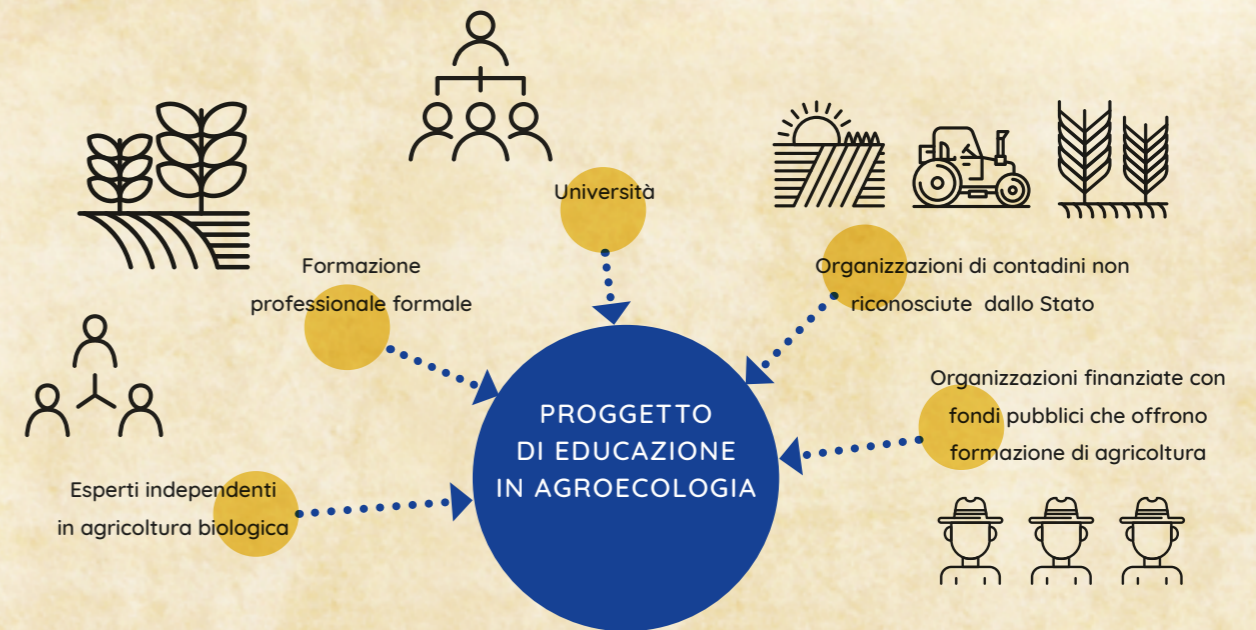 Università
Formazione
professionale formale
Organizzazioni di contadini non
riconosciute dallo Stato
Organizzazioni finanziate con
fondi pubblici che offrono
formazione di agricoltura
Esperti independenti
in agricoltura biologica
PROGGETTO
DI EDUCAZIONE
IN AGROECOLOGIA